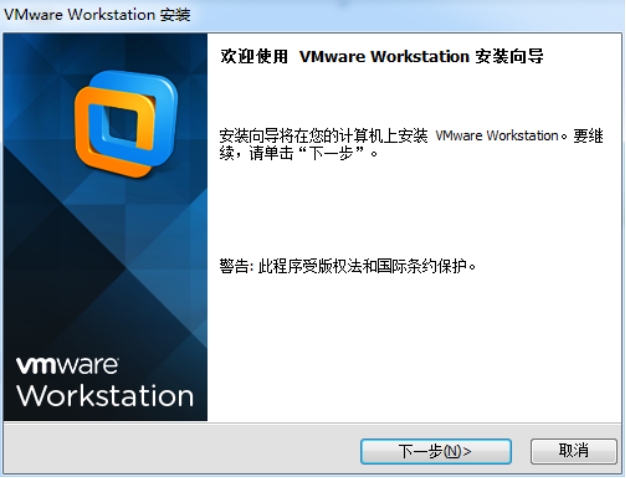 VMware Workstation 安装
欢迎使用 VMware Workstation 安装向导
安装向导将在您的计算机上安装 VMware Workstation。要继
续，请单击“下一步”。
警告: 此程序受版权法和国际条约保护。
vmware
Workstation
下一步(N)>
取消